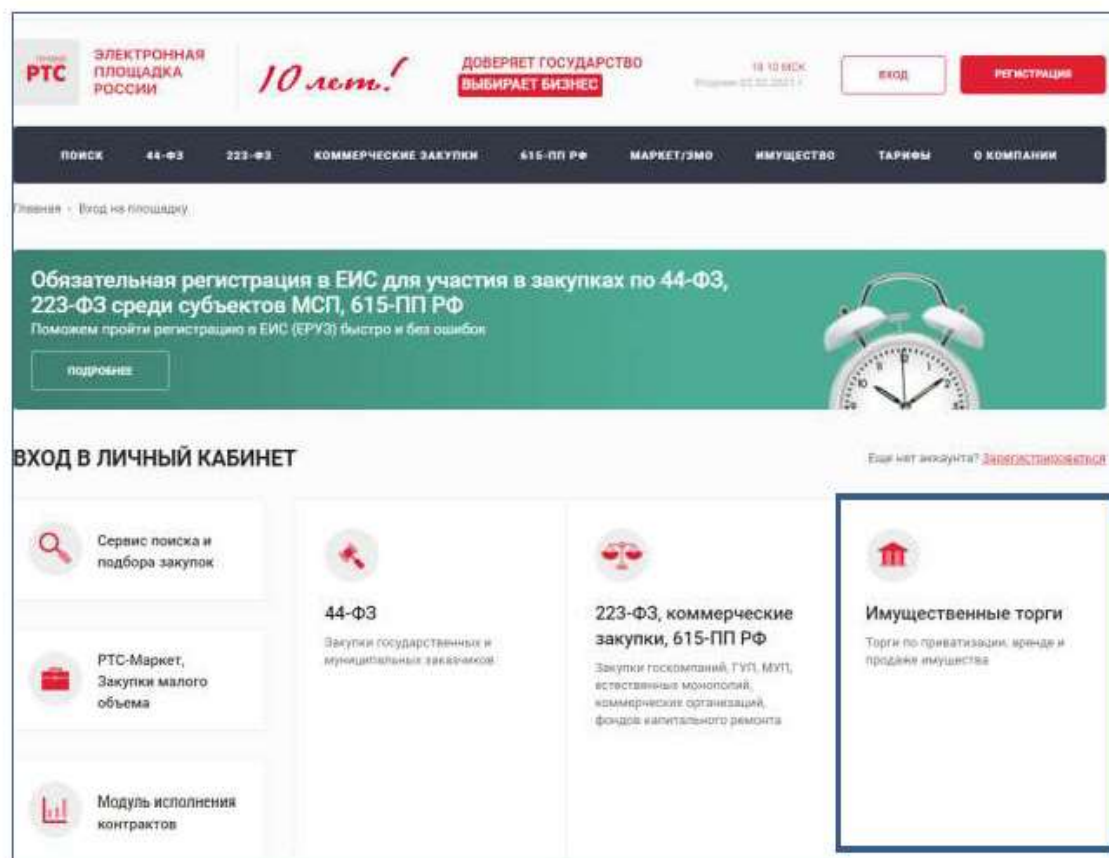 РТС
ЭЛЕКТРОННАЯ
ПЛОЩАДКА
РОССИИ
10 лет!
ДОВЕРЯЕТ ГОСУДАРСТВО
ВЫБИРАЕТ БИЗНЕС
18:10 МСК
ВХОД
РЕГИСТРАЦИЯ
ПОИСК 44-ФЗ 223-ФЗ КОММЕРЧЕСКИЕ ЗАКУПКИ 615-ПП РФ МАРКЕТ/ЗМО ИМУЩЕСТВО ТАРИФЫ О КОМПАНИИ
Главная - Вход на площадку
Обязательная регистрация в ЕИС для участия в закупках по 44-ФЗ,
223-ФЗ среди субъектов МСП, 615-ПП РФ
Поможем пройти регистрацию в ЕИС (ЕРУЗ) быстро и без ошибок
ПОДРОБНЕЕ
ВХОД В ЛИЧНЫЙ КАБИНЕТ
Еще нет аккаунта? Зарегистрироваться
Сервис поиска и
подбора закупок
РТС-Маркет,
Закупки малого
объема
Модуль исполнения
контрактов
44-ФЗ
Закупки государственных и
муниципальных заказчиков
223-ФЗ, коммерческие
закупки, 615-ПП РФ
Закупки госкомпаний, ГУП, МУП,
естественных монополий,
коммерческих организаций,
фондов капитального ремонта
Имущественные торги
Торги по приватизации, аренде и
продаже имущества